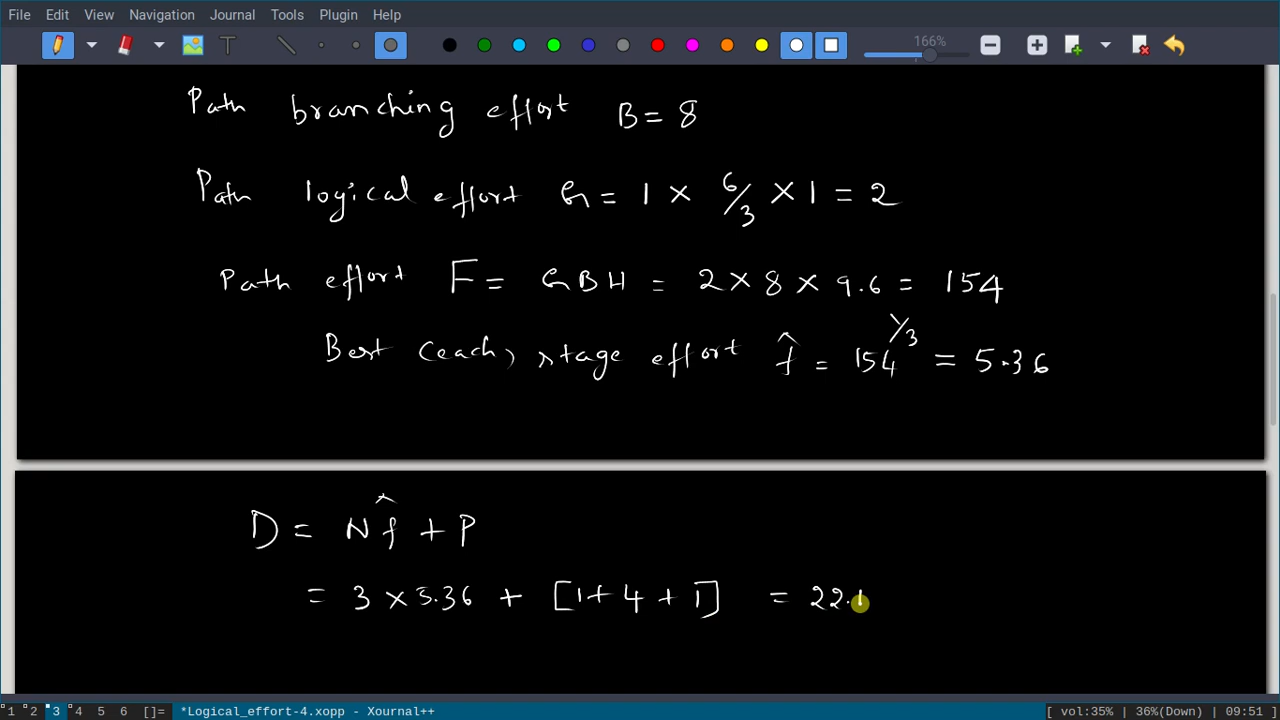 File Edit View Navigation Journal Tools Plugin Help
T 166%
Path branching effort B = 8
Path logical effort G = 1 × 6/3 × 1 = 2
Path effort F = GBH = 2 × 8 × 9.6 = 154
Best (each) stage effort f̂ = 154^1/3 = 5.36
D = Nf̂ + P
= 3 × 5.36 + [1 + 4 + 1] = 22.1
1 2 3 4 5 6 []= *Logical_effort-4.xopp - Xournal++ [ vol:35% | 36%(Down) | 09:51 ]